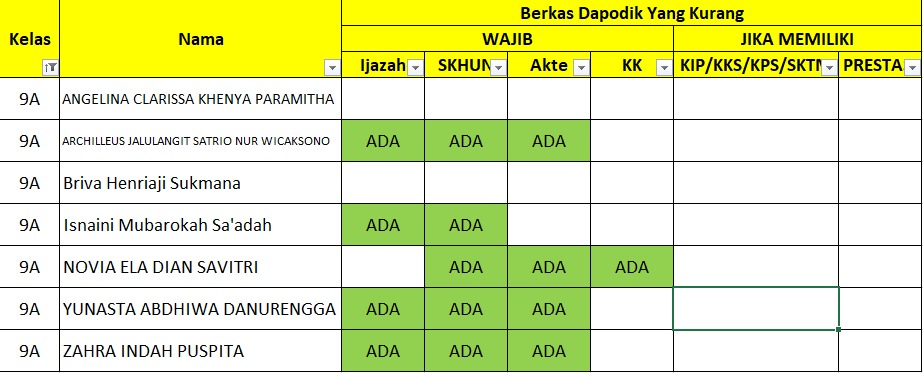 Berkas Dapodik Yang Kurang
Kelas Nama WAJIB JIKA MEMILIKI
Ijazah SKHUN Akte KK KIP/KKS/KPS/SKTM PRESTA
9A ANGELINA CLARISSA KHENYA PARAMITHA
9A ARCHILLEUS JALULANGIT SATRIO NUR WICAKSONO ADA ADA ADA
9A Briva Henriaji Sukmana
9A Isnaini Mubarokah Sa'adah ADA ADA
9A NOVIA ELA DIAN SAVITRI ADA ADA ADA
9A YUNASTA ABDHIWA DANURENGGA ADA ADA ADA
9A ZAHRA INDAH PUSPITA ADA ADA ADA